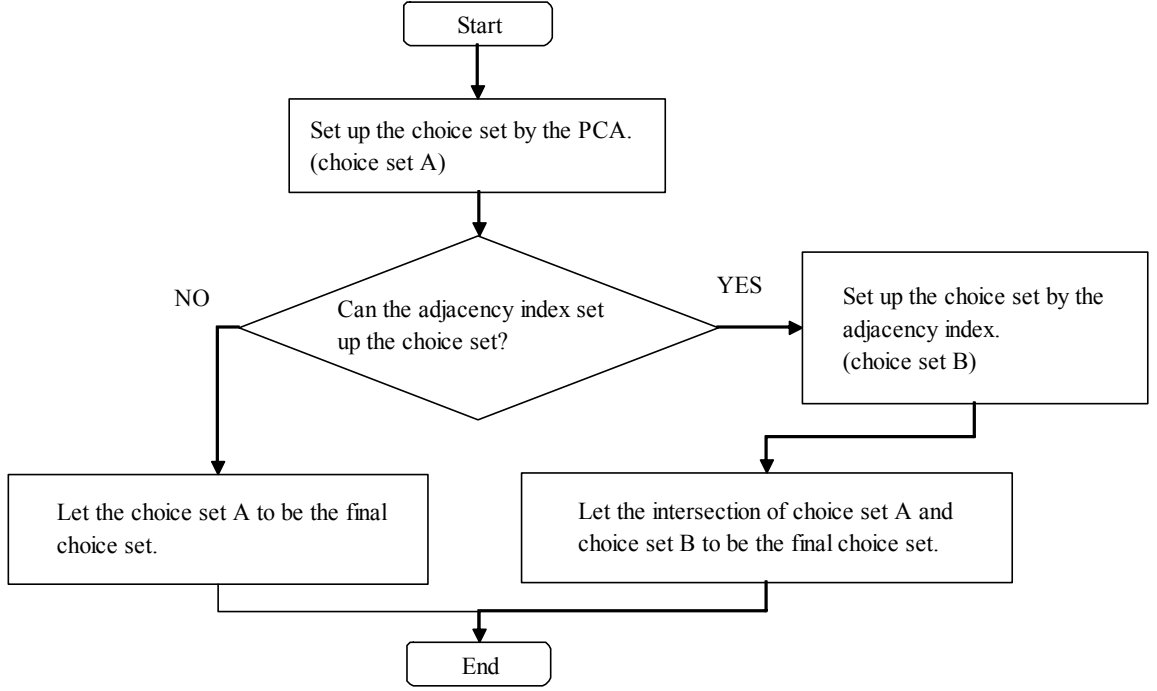 Start
Set up the choice set by the PCA.
(choice set A)
NO
Can the adjacency index set
up the choice set?
YES
Set up the choice set by the
adjacency index.
(choice set B)
Let the choice set A to be the final
choice set.
Let the intersection of choice set A and
choice set B to be the final choice set.
End